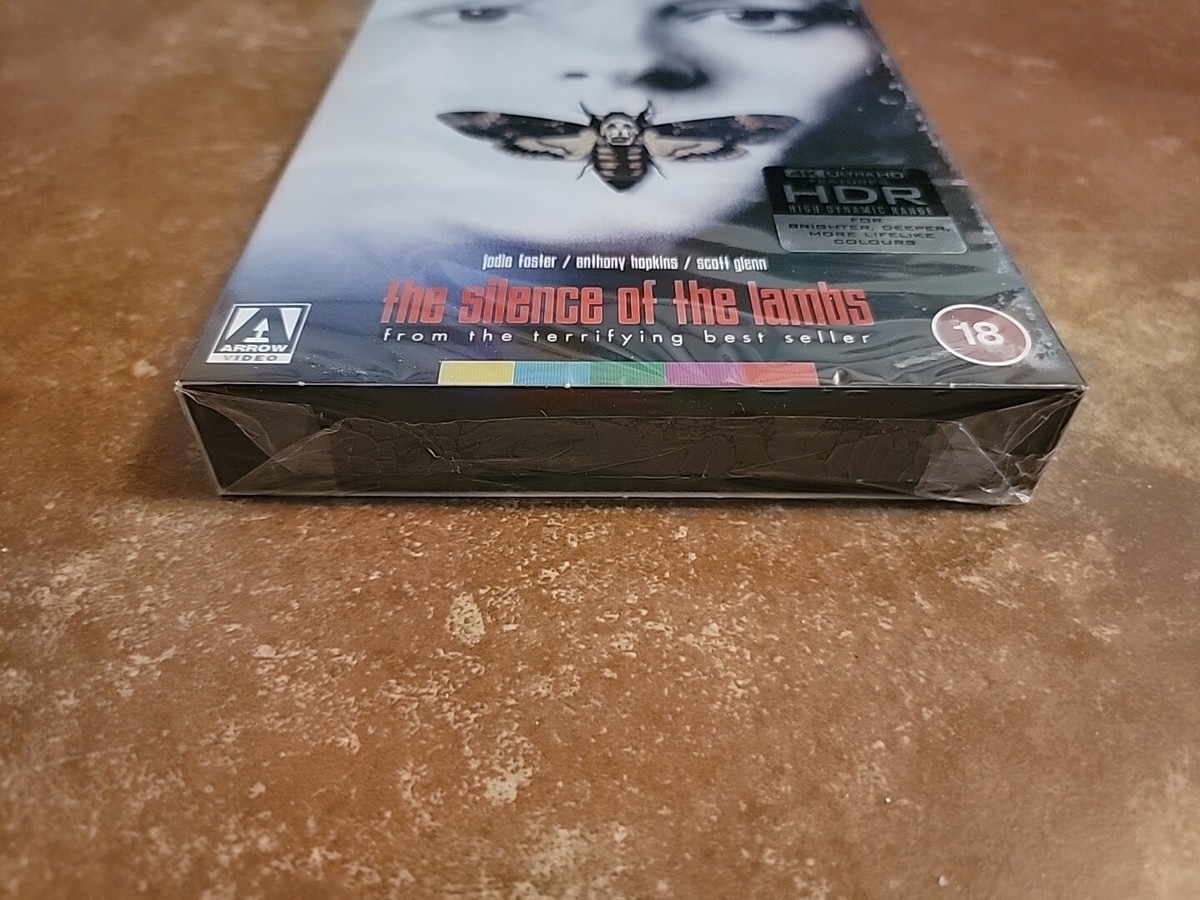 4K ULTRA HD
FEATURES
HDR
HIGH DYNAMIC RANGE
FOR
BRIGHTER, DEEPER,
MORE LIFELIKE
COLOURS
jodie foster / anthony hopkins / scott glenn
the silence of the lambs
from the terrifying best seller
ARROW
VIDEO
18